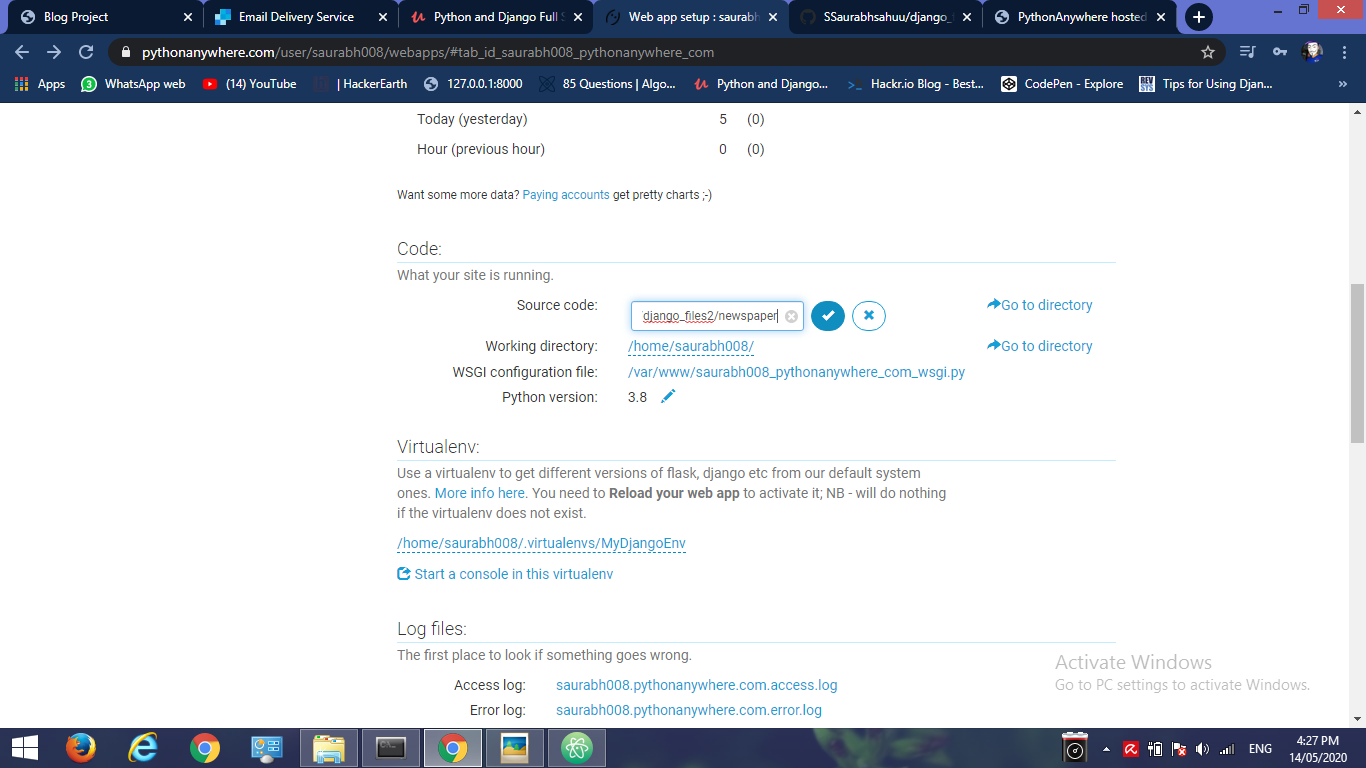 Blog Project
Email Delivery Service
Python and Django Full S
Web app setup : saurabh
SSaurabhsahuu/django_
PythonAnywhere hosted
pythonanywhere.com/user/saurabh008/webapps/#tab_id_saurabh008_pythonanywhere_com
Apps
3
WhatsApp web
(14) YouTube
| HackerEarth
127.0.0.1:8000
85 Questions | Algo...
Python and Django...
>_ Hackr.io Blog - Best...
CodePen - Explore
REV SYS
Tips for Using Djan...
»
Today (yesterday) 5 (0)
Hour (previous hour) 0 (0)
Want some more data? Paying accounts get pretty charts ;-)
Code:
What your site is running.
Source code: django_files2/newspaper Go to directory
Working directory: /home/saurabh008/ Go to directory
WSGI configuration file: /var/www/saurabh008_pythonanywhere_com_wsgi.py
Python version: 3.8
Virtualenv:
Use a virtualenv to get different versions of flask, django etc from our default system
ones. More info here. You need to Reload your web app to activate it; NB - will do nothing
if the virtualenv does not exist.
/home/saurabh008/.virtualenvs/MyDjangoEnv
Start a console in this virtualenv
Log files:
The first place to look if something goes wrong.
Access log: saurabh008.pythonanywhere.com.access.log
Error log: saurabh008.pythonanywhere.com.error.log
Activate Windows
Go to PC settings to activate Windows.
ENG
4:27 PM
14/05/2020